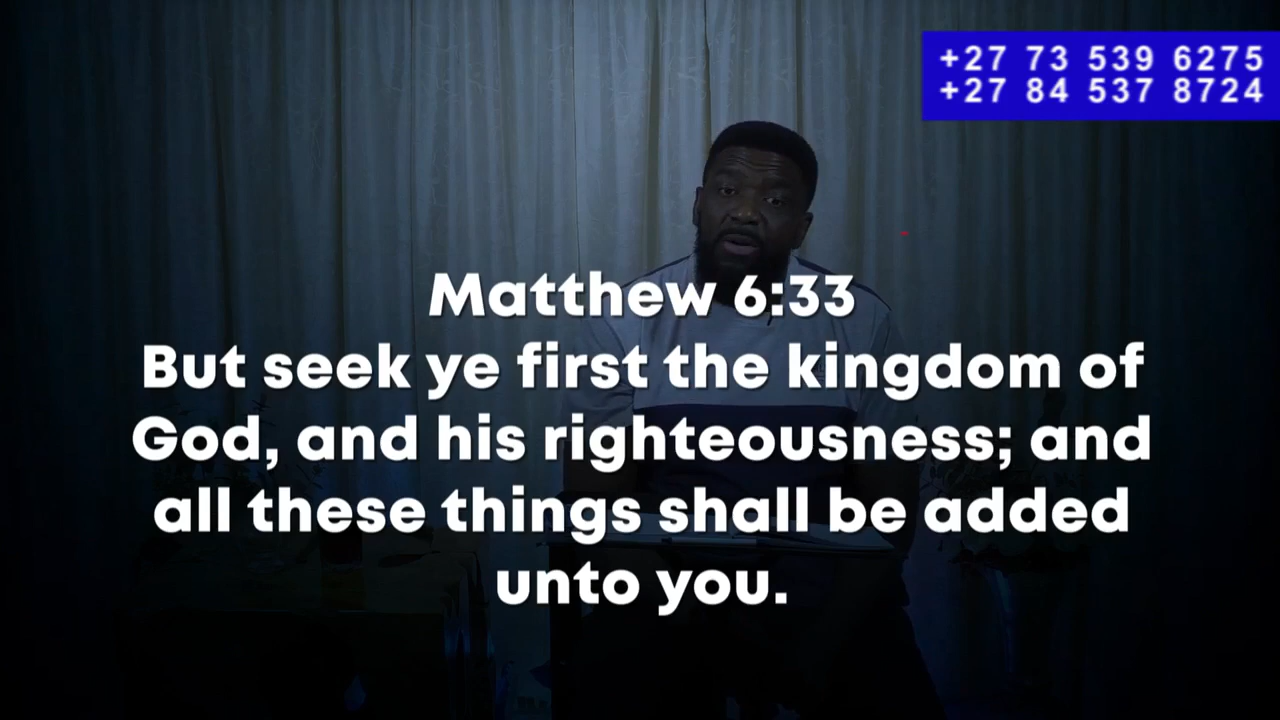 +27 73 539 6275
+27 84 537 8724
Matthew 6:33
But seek ye first the kingdom of
God, and his righteousness; and
all these things shall be added
unto you.